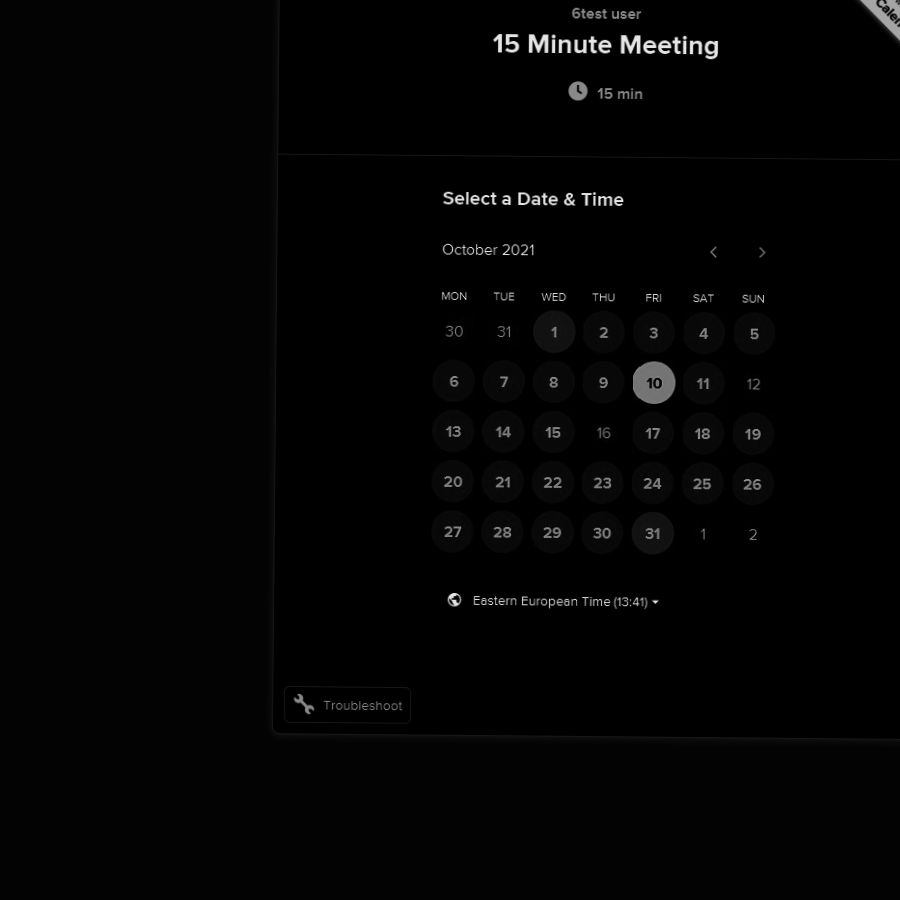 6test user
15 Minute Meeting
15 min
Select a Date & Time
October 2021
MON TUE WED THU FRI SAT SUN
30 31 1 2 3 4 5
6 7 8 9 10 11 12
13 14 15 16 17 18 19
20 21 22 23 24 25 26
27 28 29 30 31 1 2
Eastern European Time (13:41)
Troubleshoot